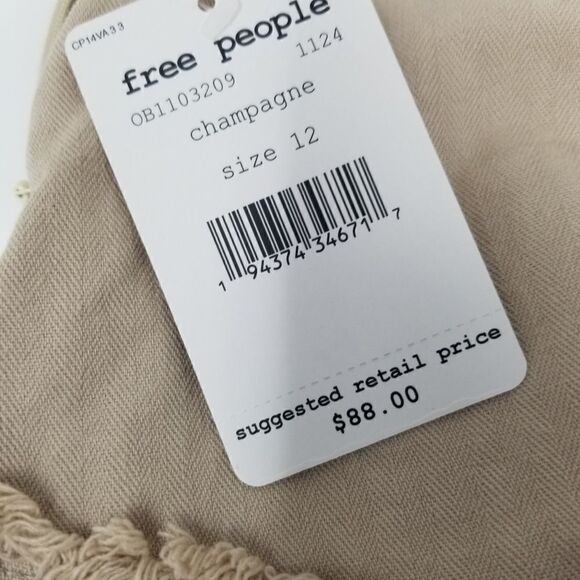 CP14VA33
free people
OB1103209 1124
champagne
size 12
1 94374 34671 7
suggested retail price
$88.00